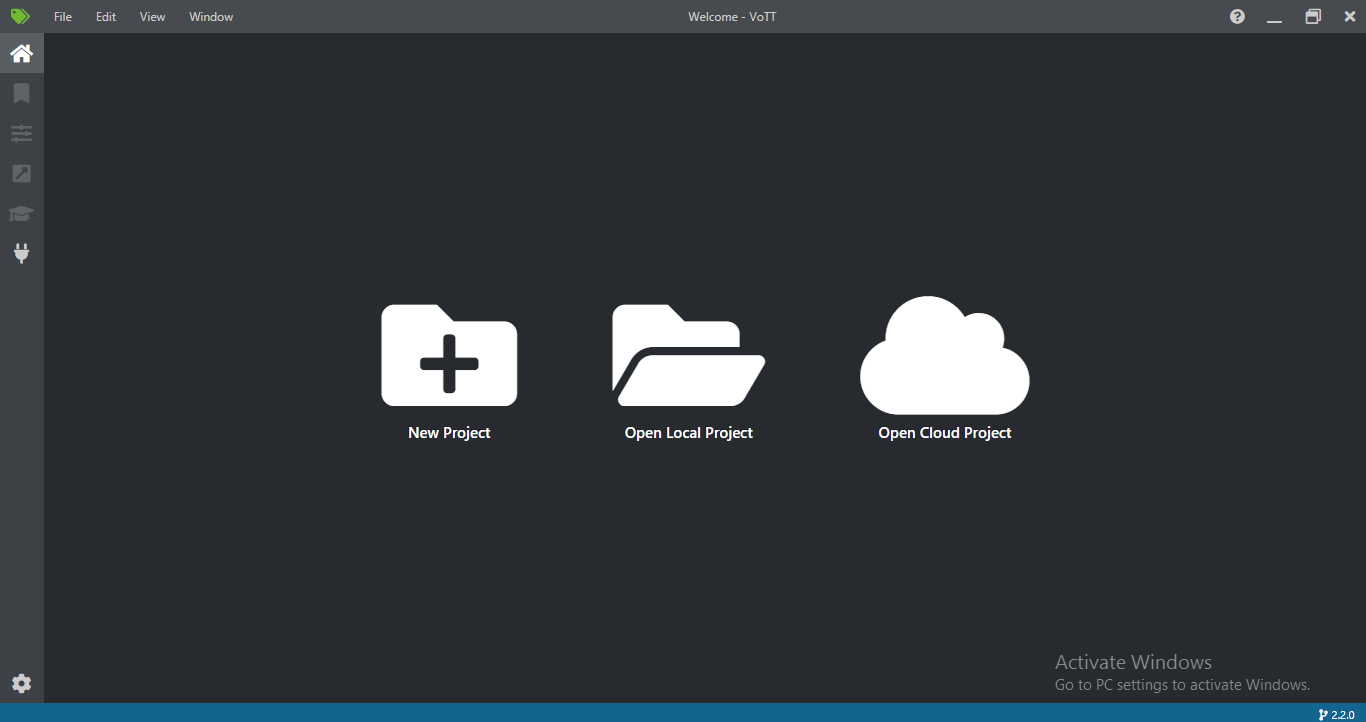 File Edit View Window Welcome - VoTT
New Project Open Local Project Open Cloud Project
Activate Windows
Go to PC settings to activate Windows.
2.2.0